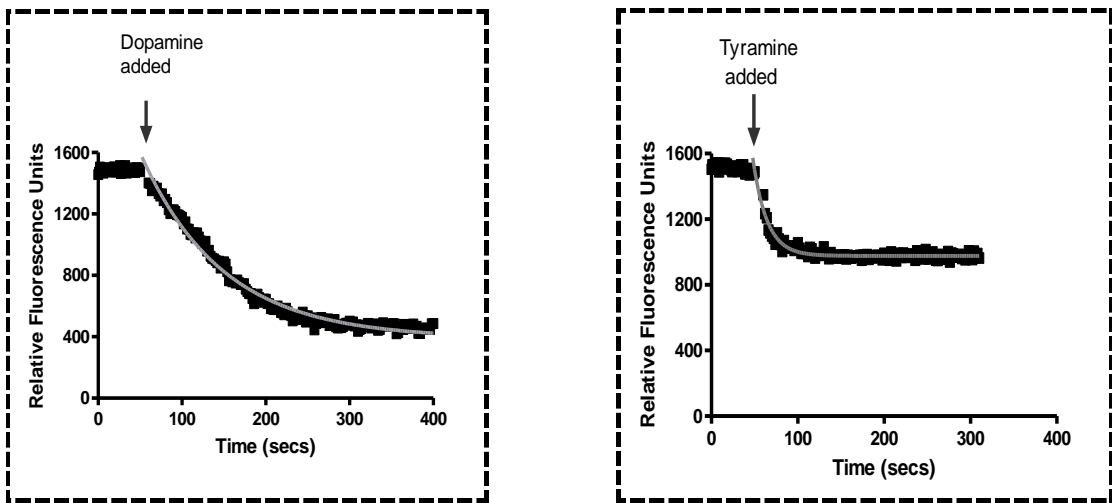 Dopamine
added
Relative Fluorescence Units
1600
1200
800
400
0
0 100 200 300 400
Time (secs)
Tyramine
added
Relative Fluorescence Units
1600
1200
800
400
0
0 100 200 300 400
Time (secs)